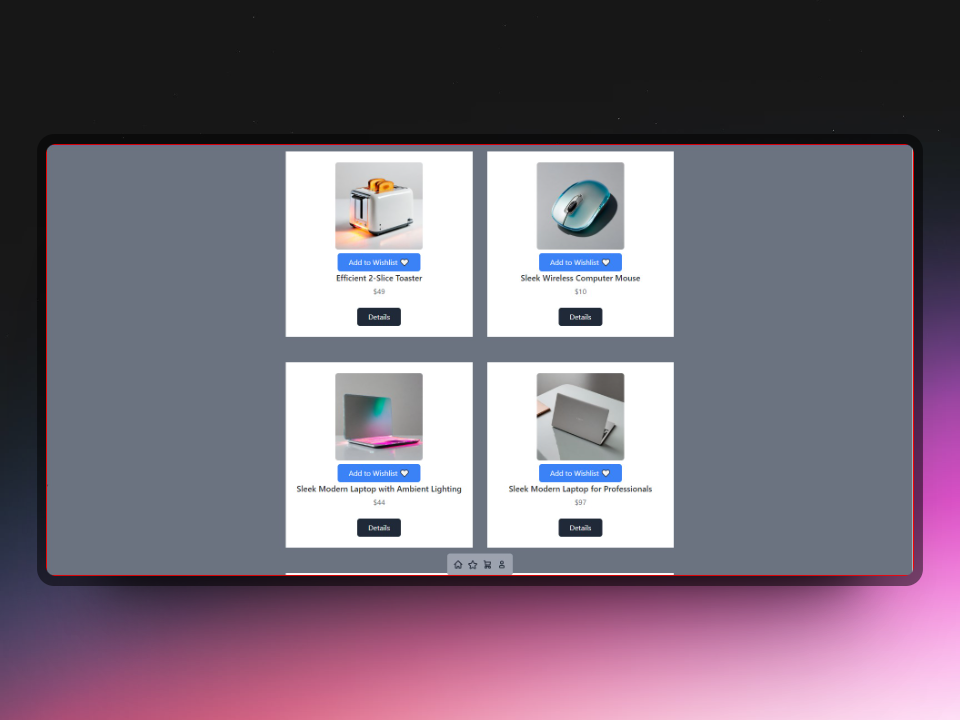 Add to Wishlist
Efficient 2-Slice Toaster
$49
Details
Add to Wishlist
Sleek Wireless Computer Mouse
$10
Details
Add to Wishlist
Sleek Modern Laptop with Ambient Lighting
$44
Details
Add to Wishlist
Sleek Modern Laptop for Professionals
$97
Details